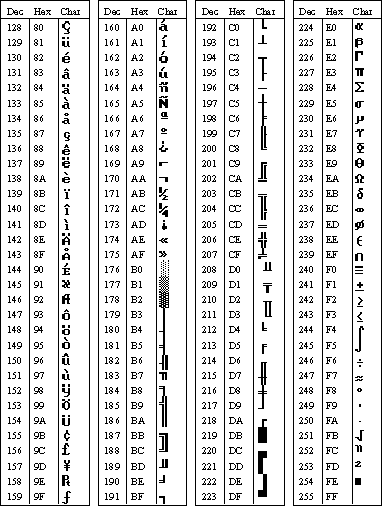 Dec Hex Char
128 80 Ç
129 81 ü
130 82 é
131 83 â
132 84 ä
133 85 à
134 86 å
135 87 ç
136 88 ê
137 89 ë
138 8A è
139 8B ï
140 8C î
141 8D ì
142 8E Ä
143 8F Å
144 90 É
145 91 æ
146 92 Æ
147 93 ô
148 94 ö
149 95 ò
150 96 û
151 97 ù
152 98 ÿ
153 99 Ö
154 9A Ü
155 9B ¢
156 9C £
157 9D ¥
158 9E ₧
159 9F ƒ
Dec Hex Char
160 A0 á
161 A1 í
162 A2 ó
163 A3 ú
164 A4 ñ
165 A5 Ñ
166 A6 ª
167 A7 º
168 A8 ¿
169 A9 ⌐
170 AA ¬
171 AB ½
172 AC ¼
173 AD ¡
174 AE «
175 AF »
176 B0 ░
177 B1 ▒
178 B2 ▓
179 B3 │
180 B4 ┤
181 B5 ╡
182 B6 ╢
183 B7 ╖
184 B8 ╕
185 B9 ╣
186 BA ║
187 BB ╗
188 BC ╝
189 BD ╜
190 BE ╛
191 BF ┐
Dec Hex Char
192 C0 └
193 C1 ┴
194 C2 ┬
195 C3 ├
196 C4 ─
197 C5 ┼
198 C6 ╞
199 C7 ╟
200 C8 ╚
201 C9 ╔
202 CA ╩
203 CB ╦
204 CC ╠
205 CD ═
206 CE ╬
207 CF ╧
208 D0 ╨
209 D1 ╤
210 D2 ╥
211 D3 ╙
212 D4 ╘
213 D5 ╒
214 D6 ╓
215 D7 ╫
216 D8 ╪
217 D9 ┘
218 DA ┌
219 DB █
220 DC ▄
221 DD ▌
222 DE ▐
223 DF ▀
Dec Hex Char
224 E0 α
225 E1 β
226 E2 Γ
227 E3 π
228 E4 Σ
229 E5 σ
230 E6 μ
231 E7 γ
232 E8 Φ
233 E9 Θ
234 EA Ω
235 EB δ
236 EC ∞
237 ED ø
238 EE ∈
239 EF ∩
240 F0 ≡
241 F1 ±
242 F2 ≥
243 F3 ≤
244 F4 ⌠
245 F5 ⌡
246 F6 ÷
247 F7 ≈
248 F8 °
249 F9 ∙
250 FA ·
251 FB √
252 FC ⁿ
253 FD ²
254 FE ■
255 FF